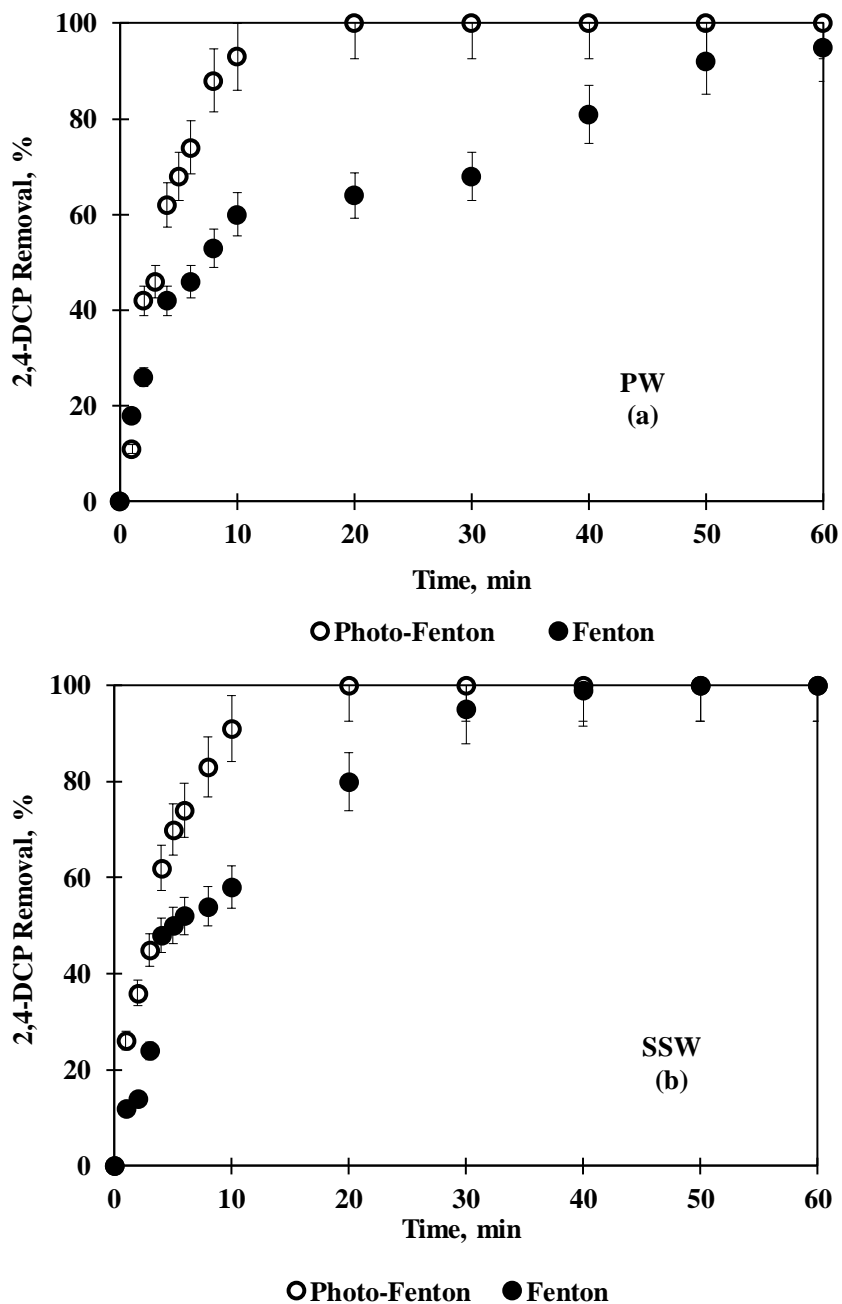 100
80
60
40
20
0
2,4-DCP Removal, %
PW
(a)
0 10 20 30 40 50 60
Time, min
Photo-Fenton Fenton
100
80
60
40
20
0
2,4-DCP Removal, %
SSW
(b)
0 10 20 30 40 50 60
Time, min
Photo-Fenton Fenton